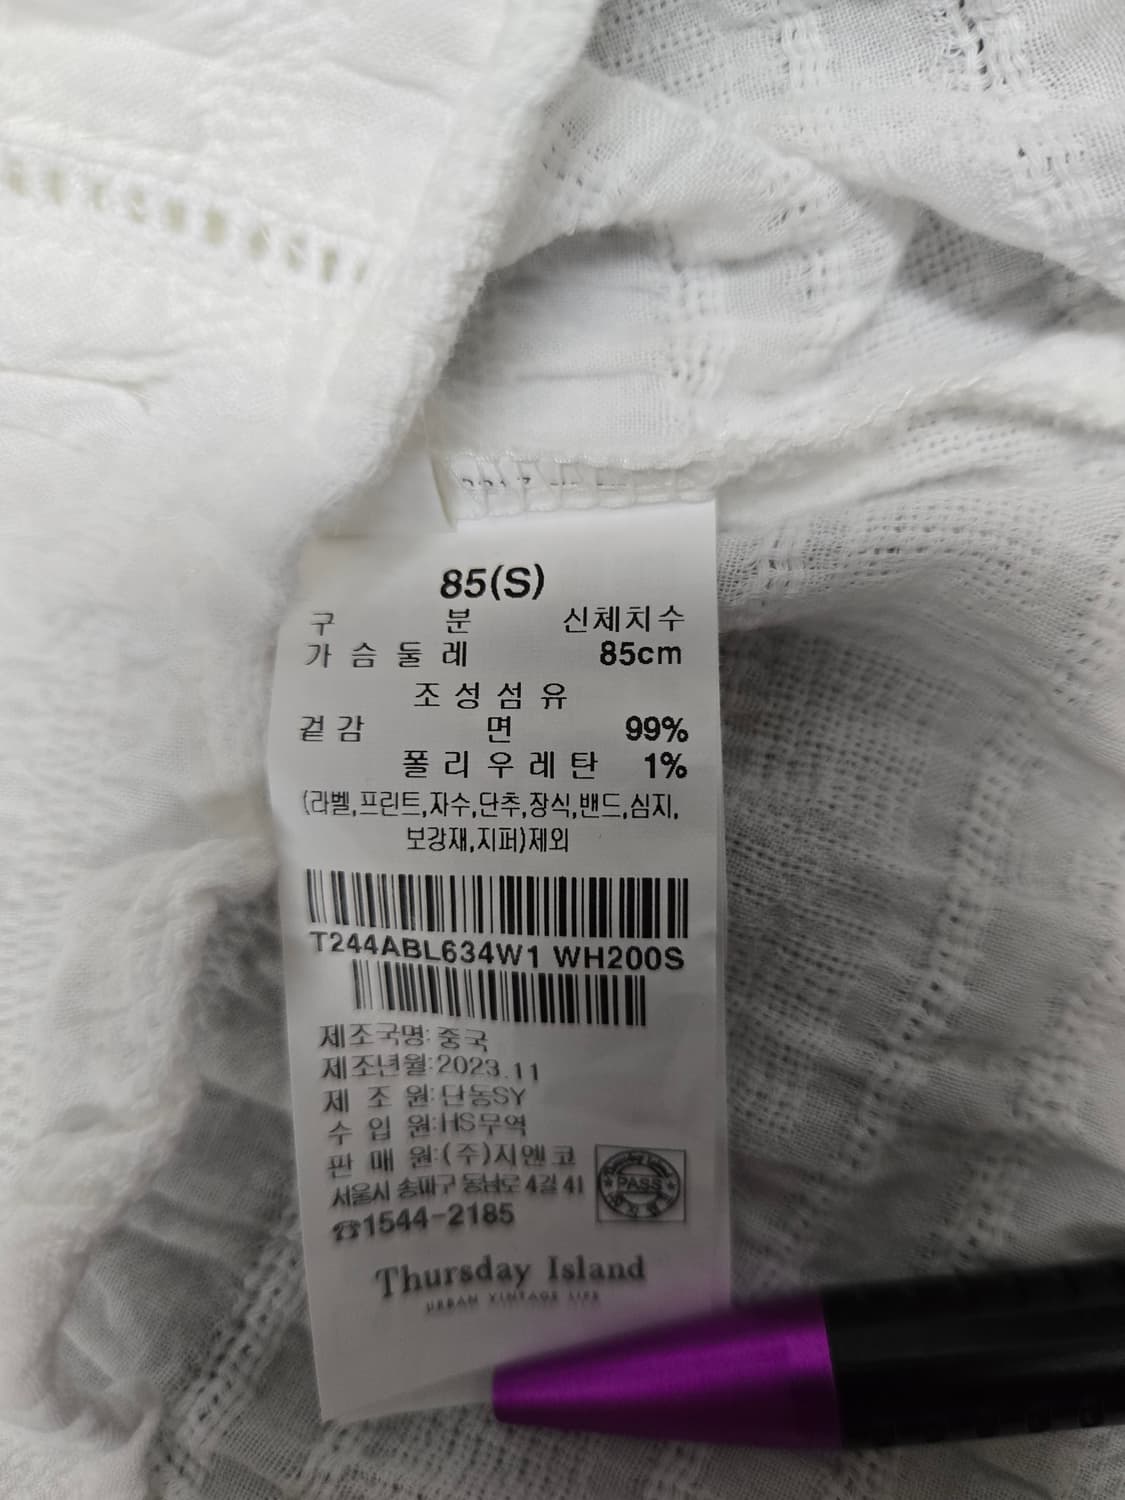 85(S)
구 분 신체치수
가슴둘레 85cm
조성섬유
겉감 면 99%
폴리우레탄 1%
(라벨,프린트,자수,단추,장식,밴드,심지,
보강재,지퍼)제외
T244ABL634W1 WH200S
제조국명:중국
제조년월:2023.11
제 조 원:단동SY
수 입 원:HS무역
판 매 원:(주)지엔코
서울시 송파구 동남로 4길 41
☎1544-2185
PASS
Thursday Island
URBAN VINTAGE LIFE